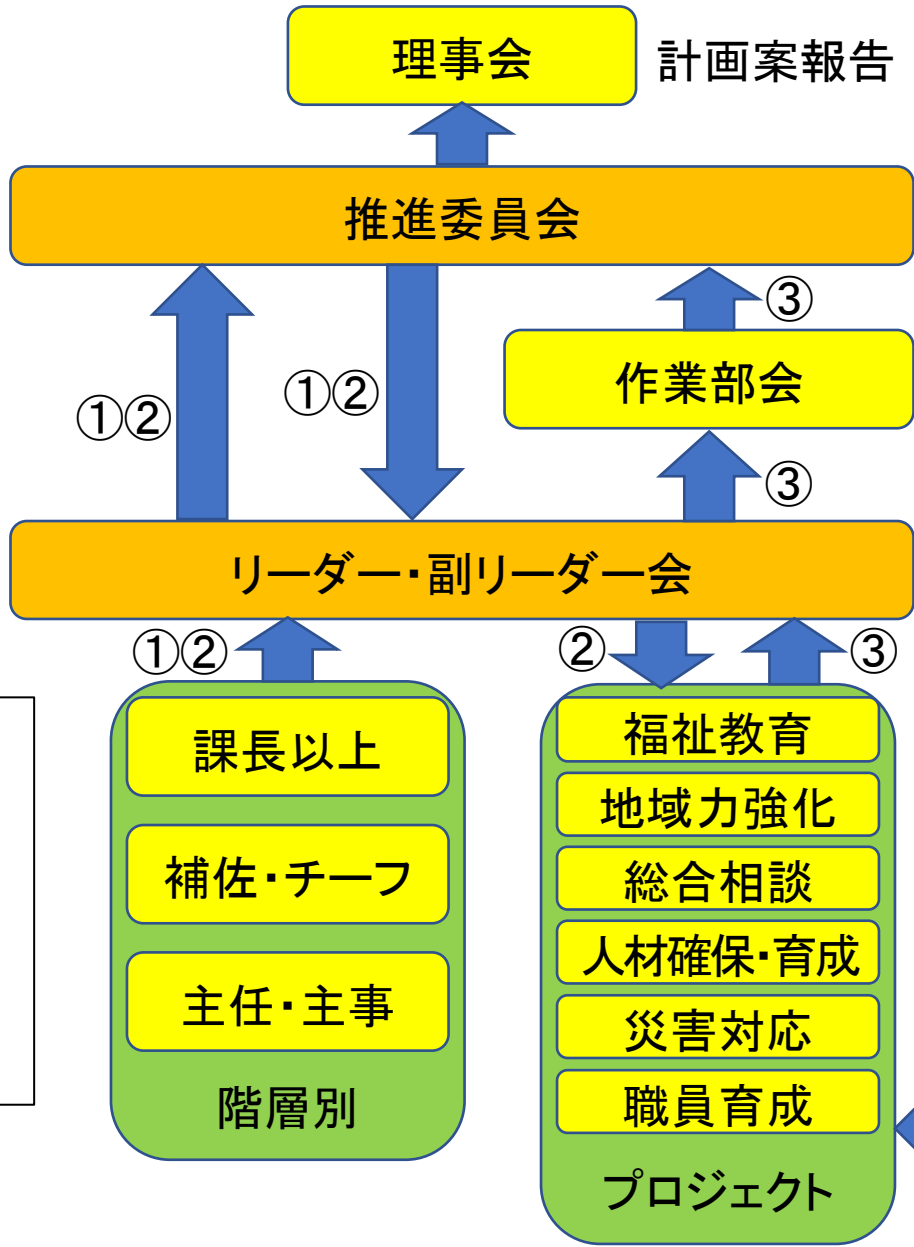 理事会
計画案報告
推進委員会
③
①②
①②
作業部会
③
リーダー・副リーダー会
①②
②
③
課長以上
補佐・チーフ
主任・主事
階層別
福祉教育
地域力強化
総合相談
人材確保・育成
災害対応
職員育成
プロジェクト